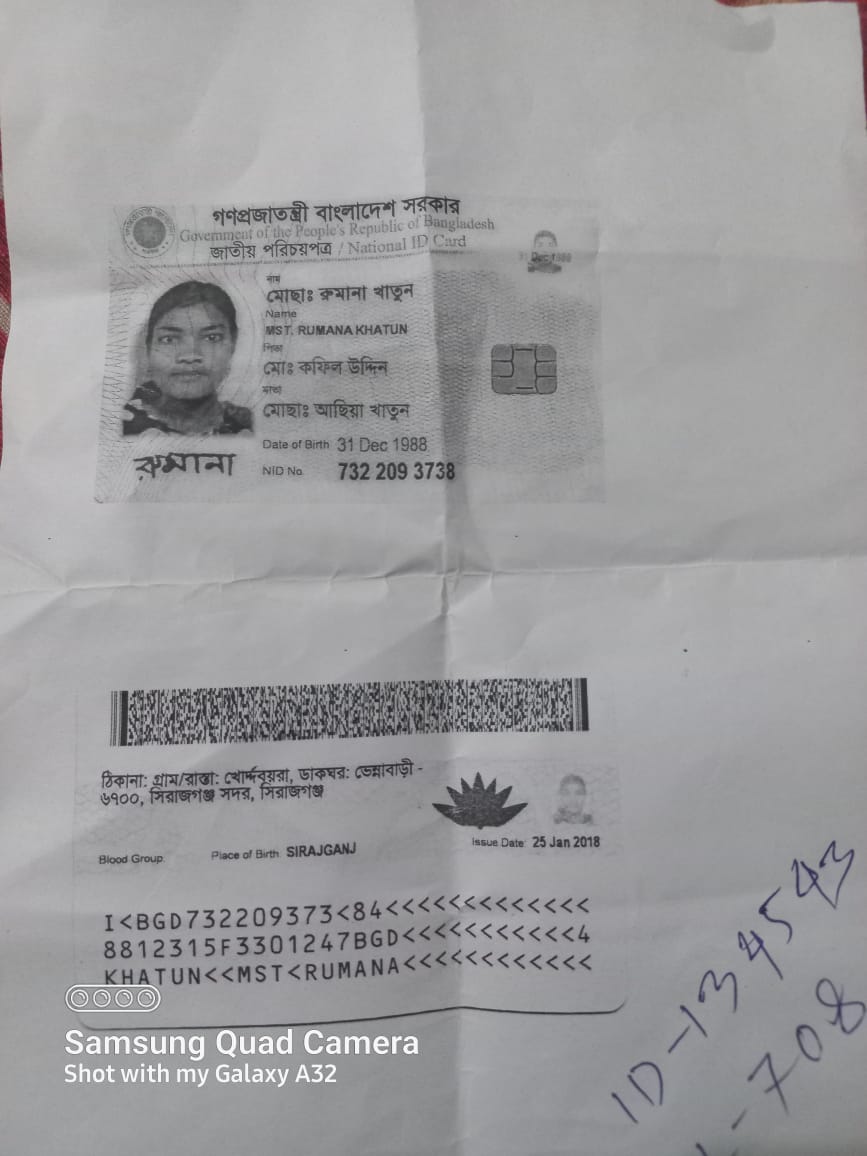 গণপ্রজাতন্ত্রী বাংলাদেশ সরকার
Government of the People's Republic of Bangladesh
জাতীয় পরিচয়পত্র / National ID Card
31 Dec 1988
নাম
মোছাঃ রুমানা খাতুন
Name
MST. RUMANA KHATUN
পিতা
মোঃ কফিল উদ্দিন
মাতা
মোছাঃ আছিয়া খাতুন
Date of Birth 31 Dec 1988
রুমানা
NID No. 732 209 3738
ঠিকানা: গ্রাম/রাস্তা: খোর্দবয়রা, ডাকঘর: তেন্নাবাড়ী -
৬৭০০, সিরাজগঞ্জ সদর, সিরাজগঞ্জ
Blood Group: Place of Birth: SIRAJGANJ Issue Date: 25 Jan 2018
I<BGD732209373<84<<<<<<<<<<<<<
8812315F3301247BGD<<<<<<<<<<<4
KHATUN<<MST<RUMANA<<<<<<<<<<<<
ID-134543
-708
Samsung Quad Camera
Shot with my Galaxy A32